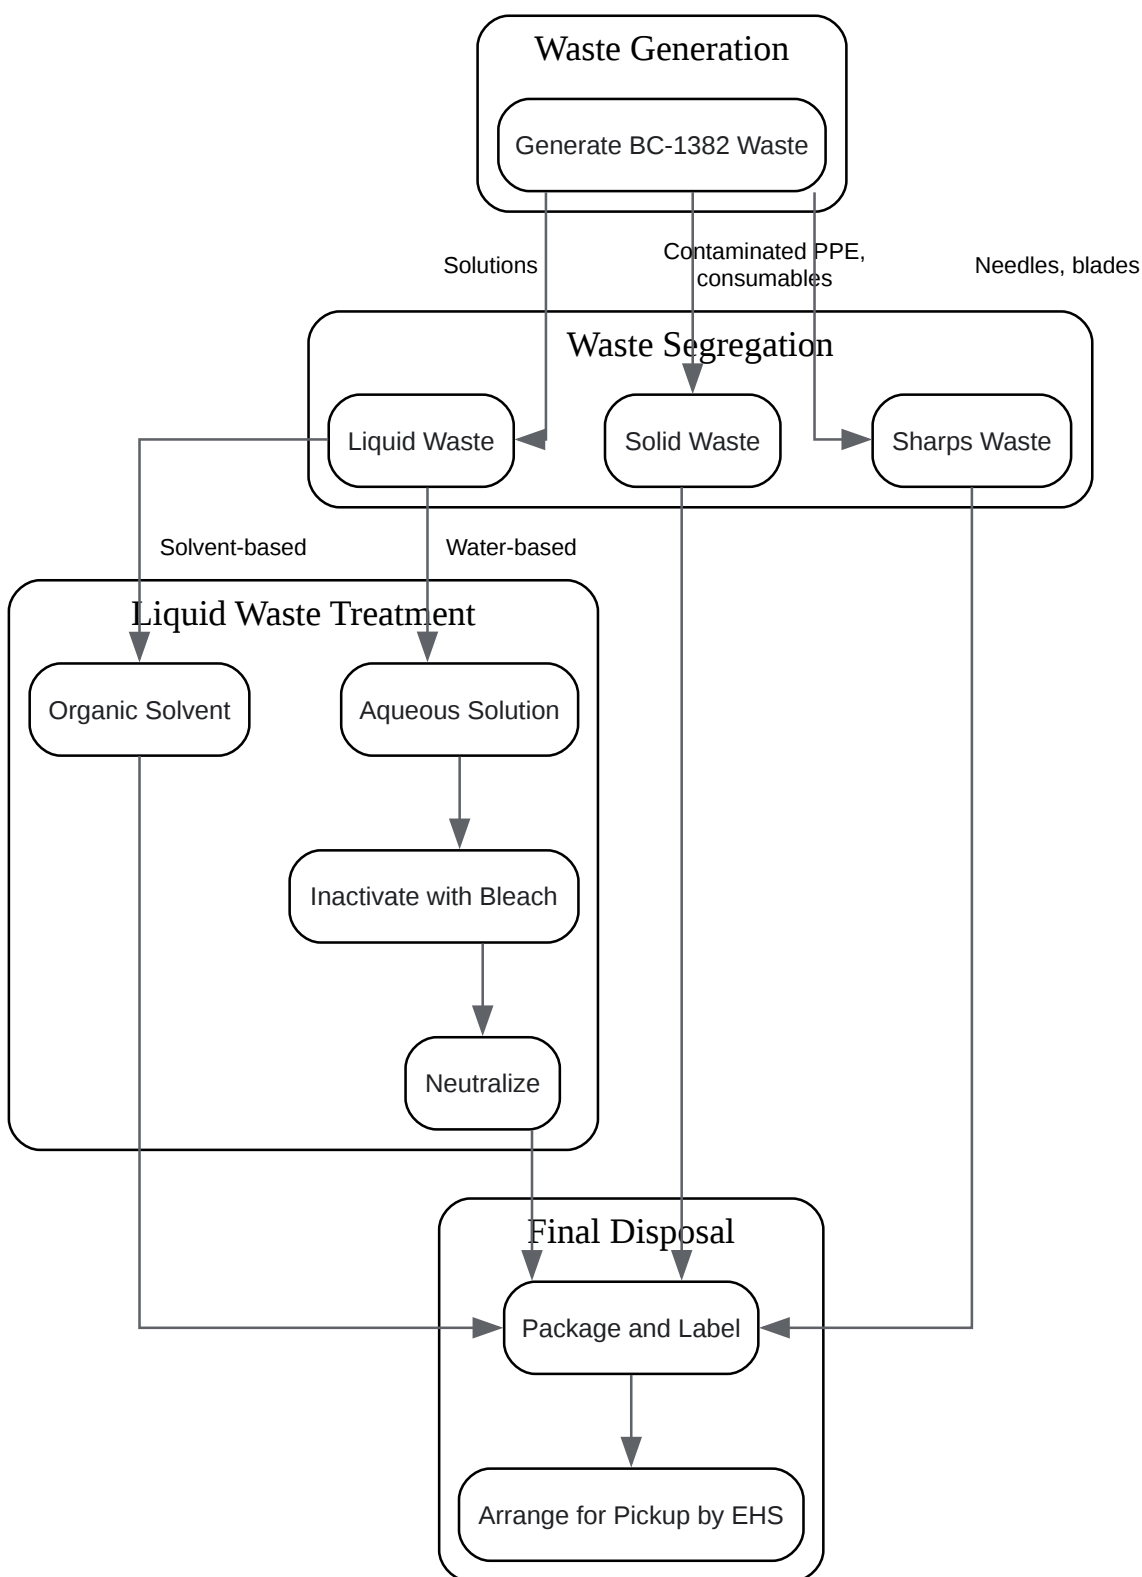 Waste Generation
Generate BC-1382 Waste
Solutions
Contaminated PPE,
consumables
Needles, blades
Waste Segregation
Liquid Waste
Solid Waste
Sharps Waste
Solvent-based
Water-based
Liquid Waste Treatment
Organic Solvent
Aqueous Solution
Inactivate with Bleach
Neutralize
Final Disposal
Package and Label
Arrange for Pickup by EHS